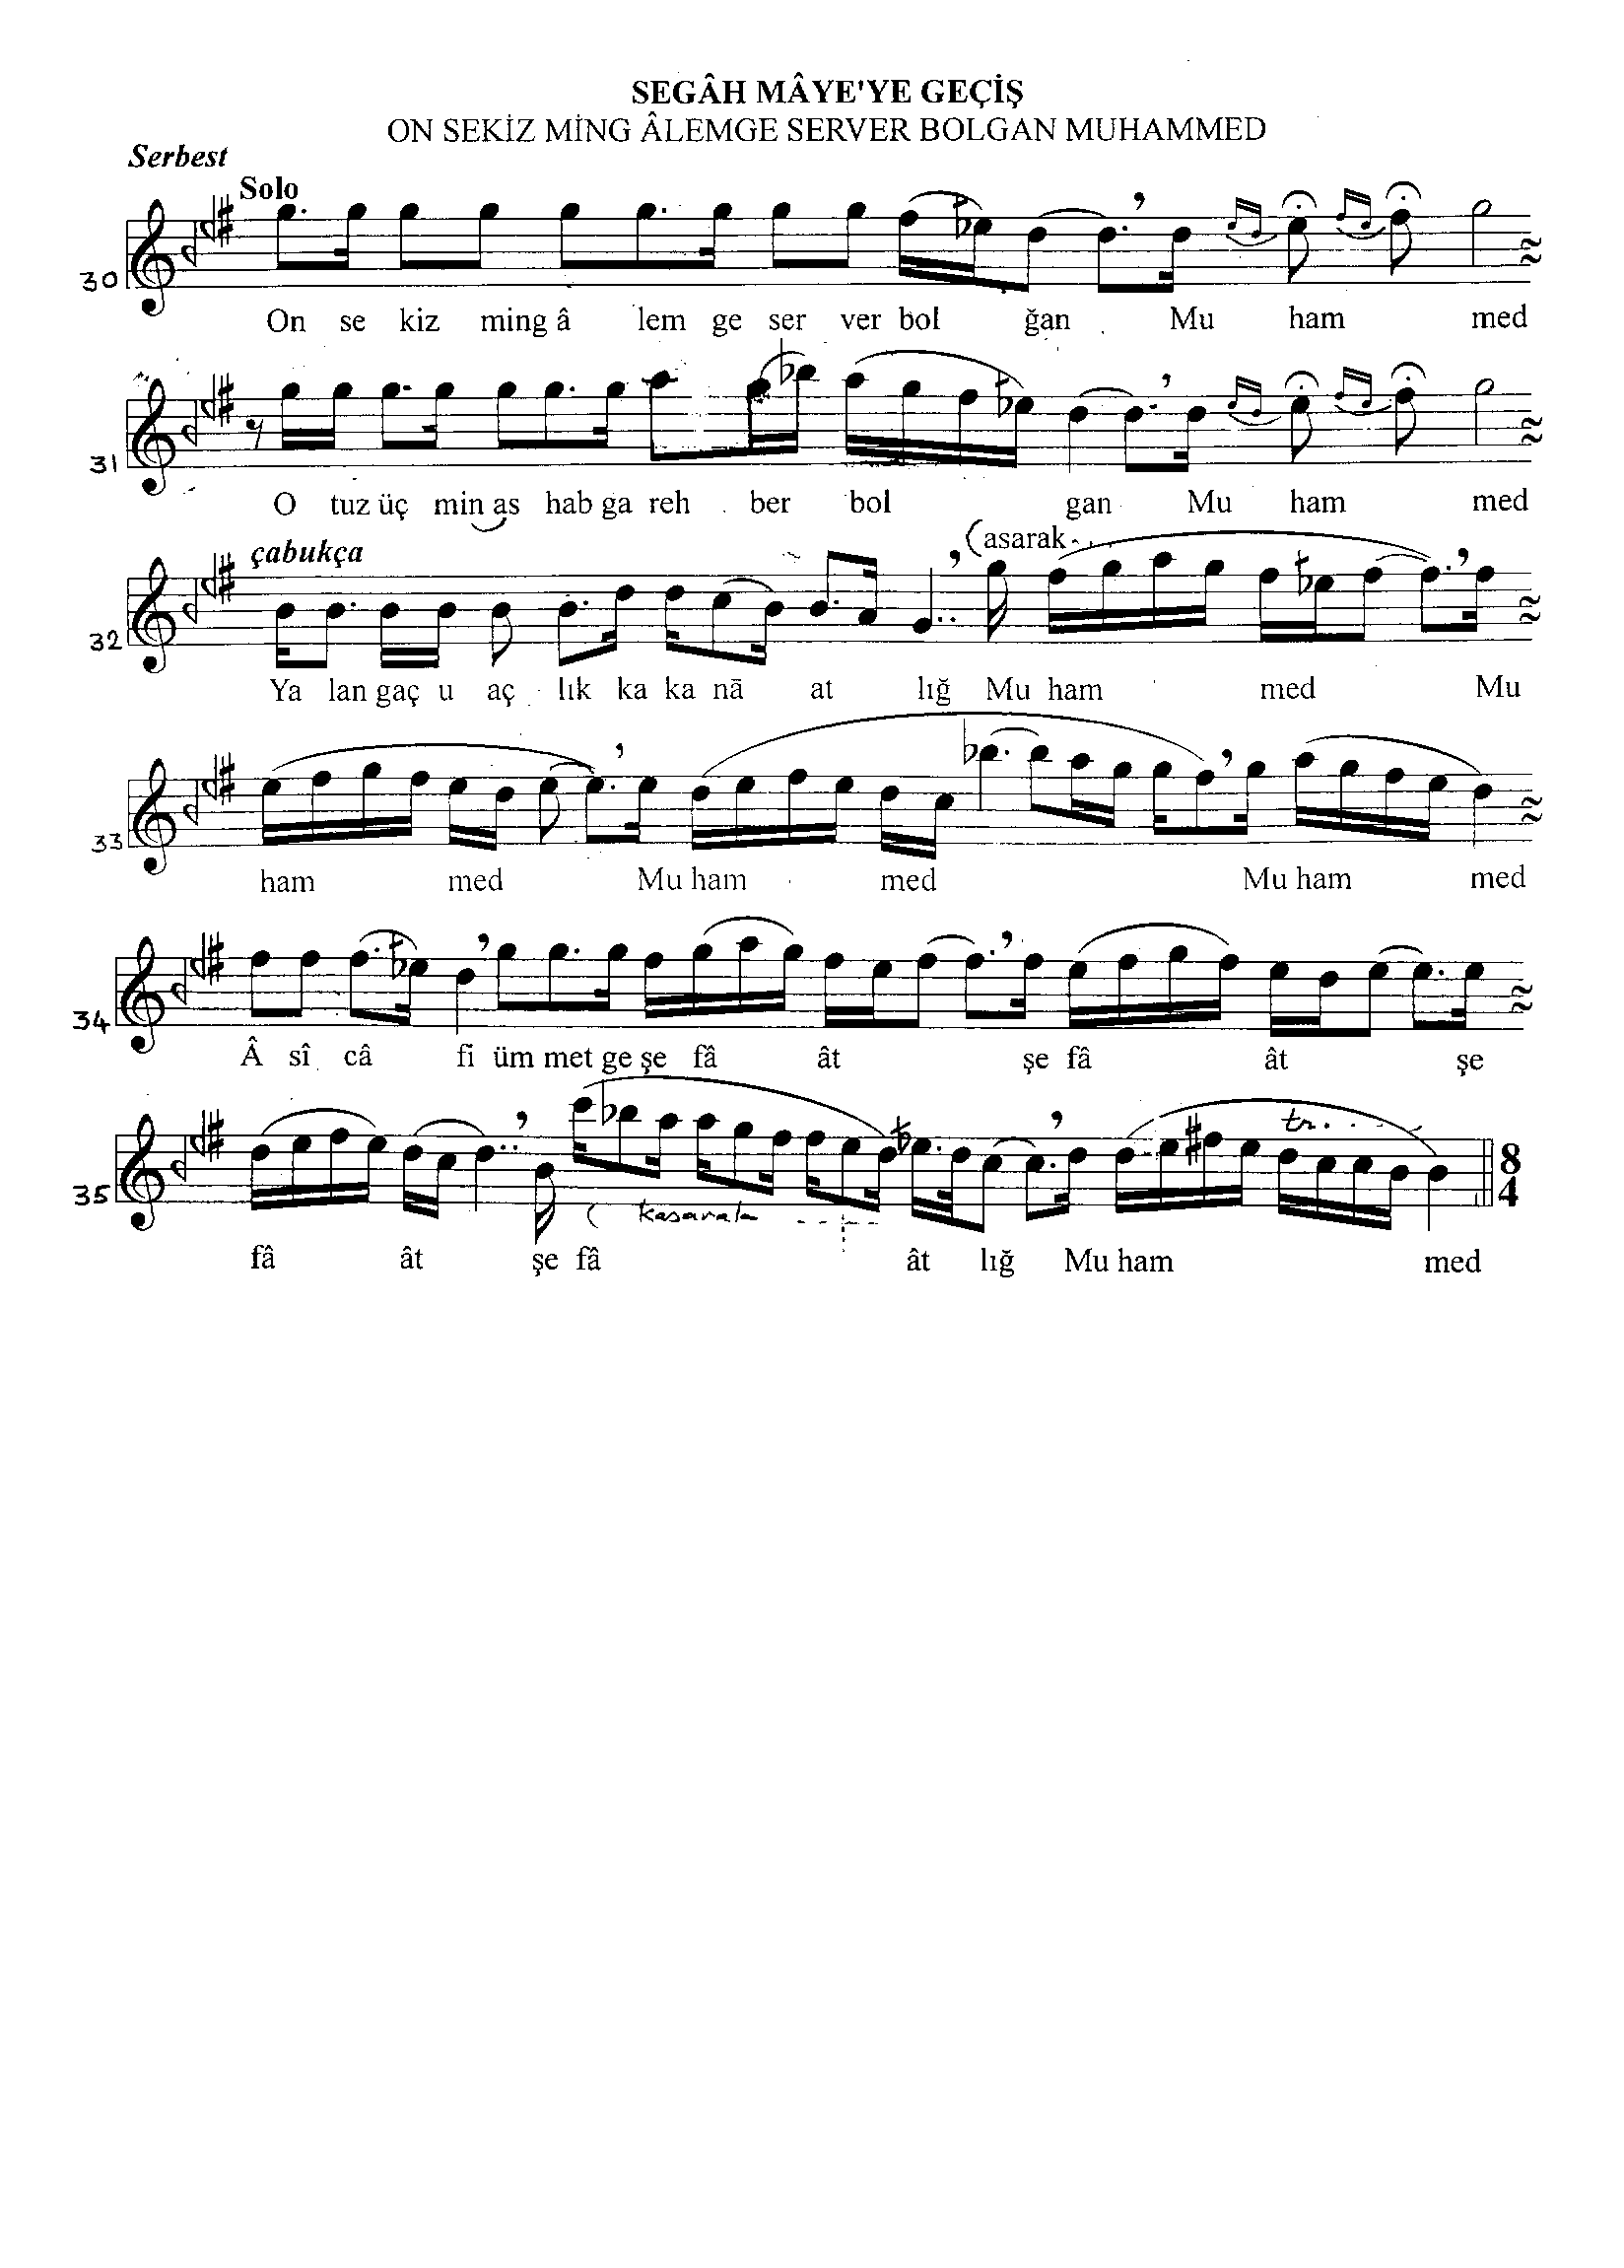 SEGÂH MÂYE'YE GEÇİŞ
ON SEKİZ MİNG ÂLEMGE SERVER BOLGAN MUHAMMED
Serbest
Solo
30
On se kiz ming â lem ge ser ver bol ğan Mu ham med
31
O tuz üç min as hab ga reh ber bol gan Mu ham med
çabukça
(asarak
32
Ya lan gaç u aç lık ka ka nā at lığ Mu ham med Mu
33
ham med Mu ham med Mu ham med
34
Â sî câ fi üm met ge şe fâ ât şe fâ ât şe
tr.
8
4
35
( kasarala
fâ ât şe fâ ât lığ Mu ham med